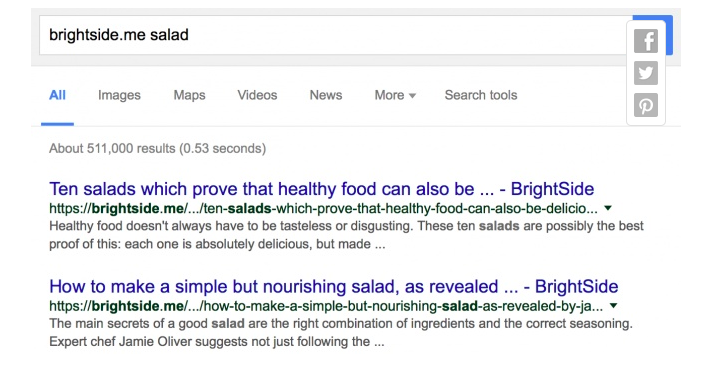 brightside.me salad
All Images Maps Videos News More Search tools
About 511,000 results (0.53 seconds)
Ten salads which prove that healthy food can also be ... - BrightSide
https://brightside.me/.../ten-salads-which-prove-that-healthy-food-can-also-be-delicio...
Healthy food doesn't always have to be tasteless or disgusting. These ten salads are possibly the best
proof of this: each one is absolutely delicious, but made ...
How to make a simple but nourishing salad, as revealed ... - BrightSide
https://brightside.me/.../how-to-make-a-simple-but-nourishing-salad-as-revealed-by-ja...
The main secrets of a good salad are the right combination of ingredients and the correct seasoning.
Expert chef Jamie Oliver suggests not just following the ...